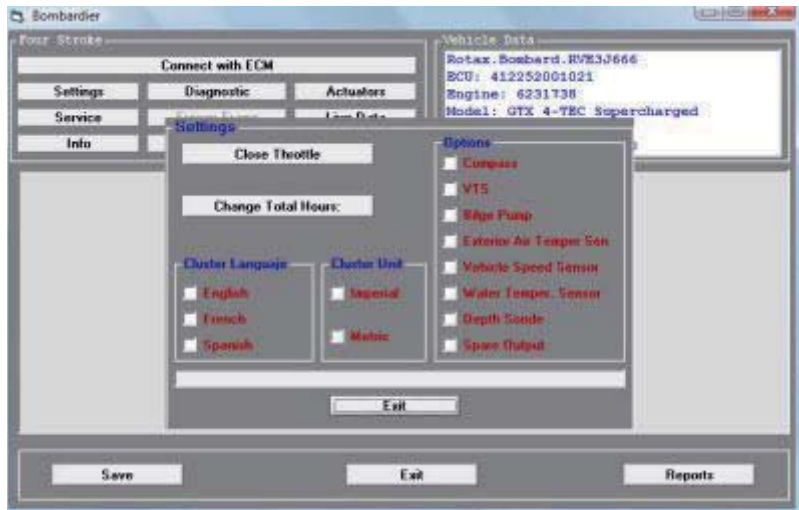 Bombardier
Four Stroke
Connect with ECM
Settings Diagnostic Actuators
Service Live Data
Info
Vehicle Data
Rotax.Bombard.RVE3J666
ECU: 412252001021
Engine: 6231738
Model: GTX 4-TEC Supercharged
Settings
Close Throttle
Change Total Hours:
Cluster Languaje
English
French
Spanish
Cluster Unit
Imperial
Metric
Options
Compass
VTS
Bilge Pump
Exterior Air Temper Sen
Vehicle Speed Sensor
Water Temper. Sensor
Depth Sonde
Spare Output
Exit
Save Exit Reports